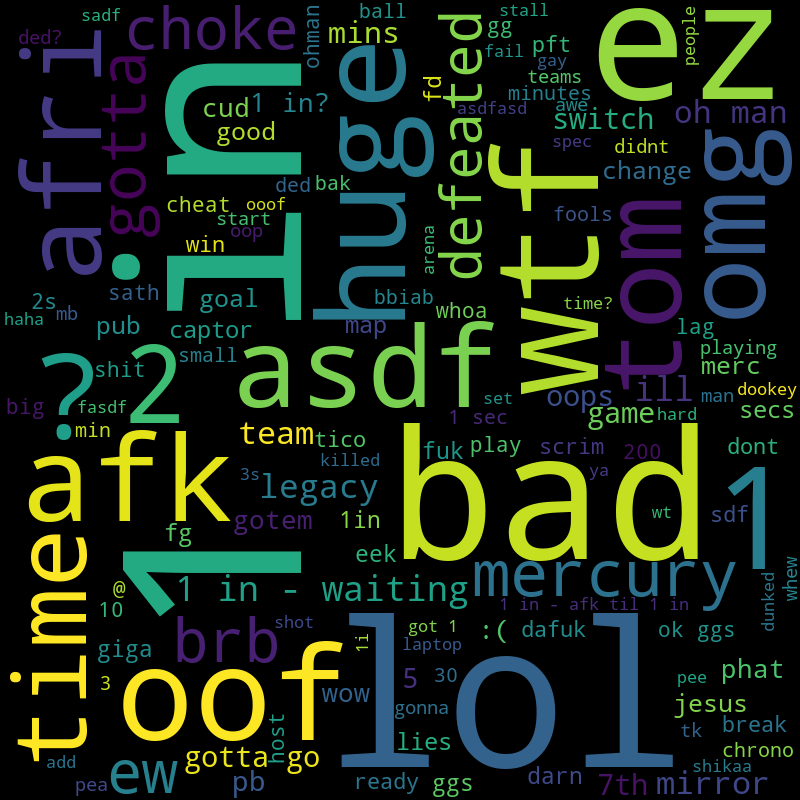 sadf
ball
stall
ez
people
ded?
choke
ohman
mins
gg
pft
fail
gay
teams
afri
gotta
1 in
huge
fd
defeated
asdfasd
minutes
awe
switch
oh man
omg
cud
1 in?
good
wtf
spec
didnt
change
ded
bak
cheat
ooof
start
oop
win
arena
fools
tom
sath
goal
bbiab
whoa
time?
2s
mb
haha
pub
captor
map
lag
small
asdf
playing
merc
?
shit
2
big
fasdf
min
team
tico
set
1 sec
oops
ill
man
dookey
game
hard
secs
afk
killed
fuk
play
scrim
200
dont
bad
1
3s
legacy
ya
gotem
1in
wt
sdf
fg
eek
time
@
10
1 in - waiting
mercury
dunked
whew
1 in - afk til 1 in
shot
brb
1i
got 1
laptop
:(
dafuk
ok ggs
giga
3
oof
lol
wow
5
30
gonna
pee
phat
jesus
host
lies
tk
break
chrono
add
pea
ew
gotta go
pb
ready
ggs
darn
7th
mirror
shikaa